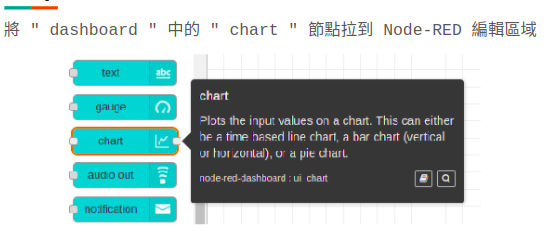 將 " dashboard " 中的 " chart " 節點拉到 Node-RED 編輯區域
text
abc
gauge
chart
audio out
notification
chart
Plots the input values on a chart. This can either
be a time based line chart, a bar chart (vertical
or horizontal), or a pie chart.
node-red-dashboard : ui_chart